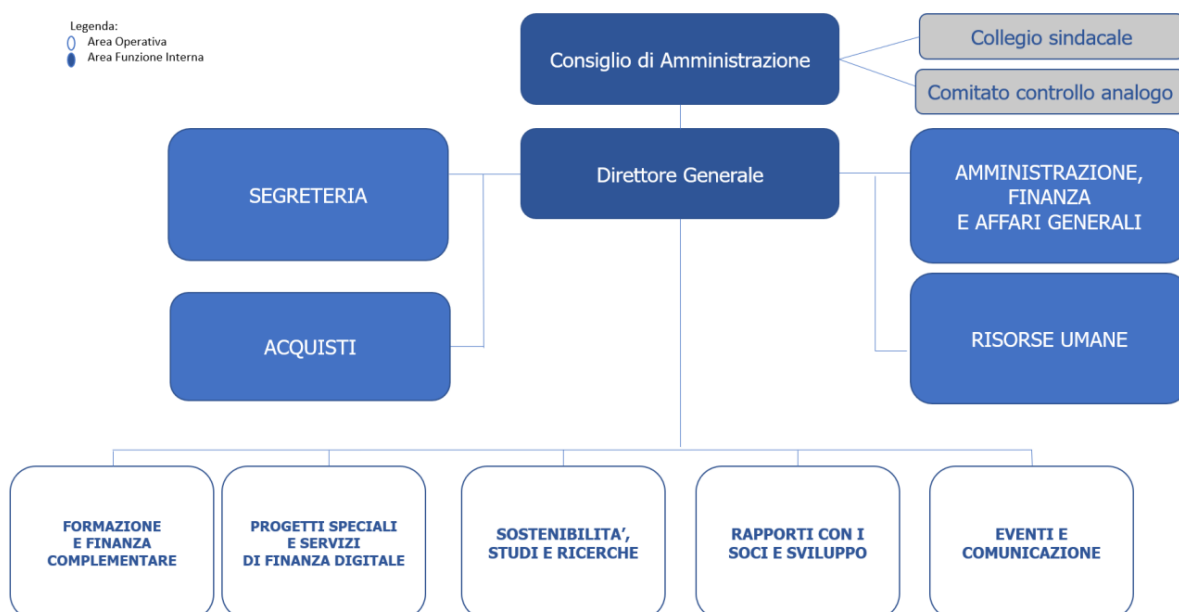 Legenda:
Area Operativa
Area Funzione Interna
Consiglio di Amministrazione
Collegio sindacale
Comitato controllo analogo
SEGRETERIA
Direttore Generale
AMMINISTRAZIONE,
FINANZA
E AFFARI GENERALI
ACQUISTI
RISORSE UMANE
FORMAZIONE
E FINANZA
COMPLEMENTARE
PROGETTI SPECIALI
E SERVIZI
DI FINANZA DIGITALE
SOSTENIBILITA’,
STUDI E RICERCHE
RAPPORTI CON I
SOCI E SVILUPPO
EVENTI E
COMUNICAZIONE